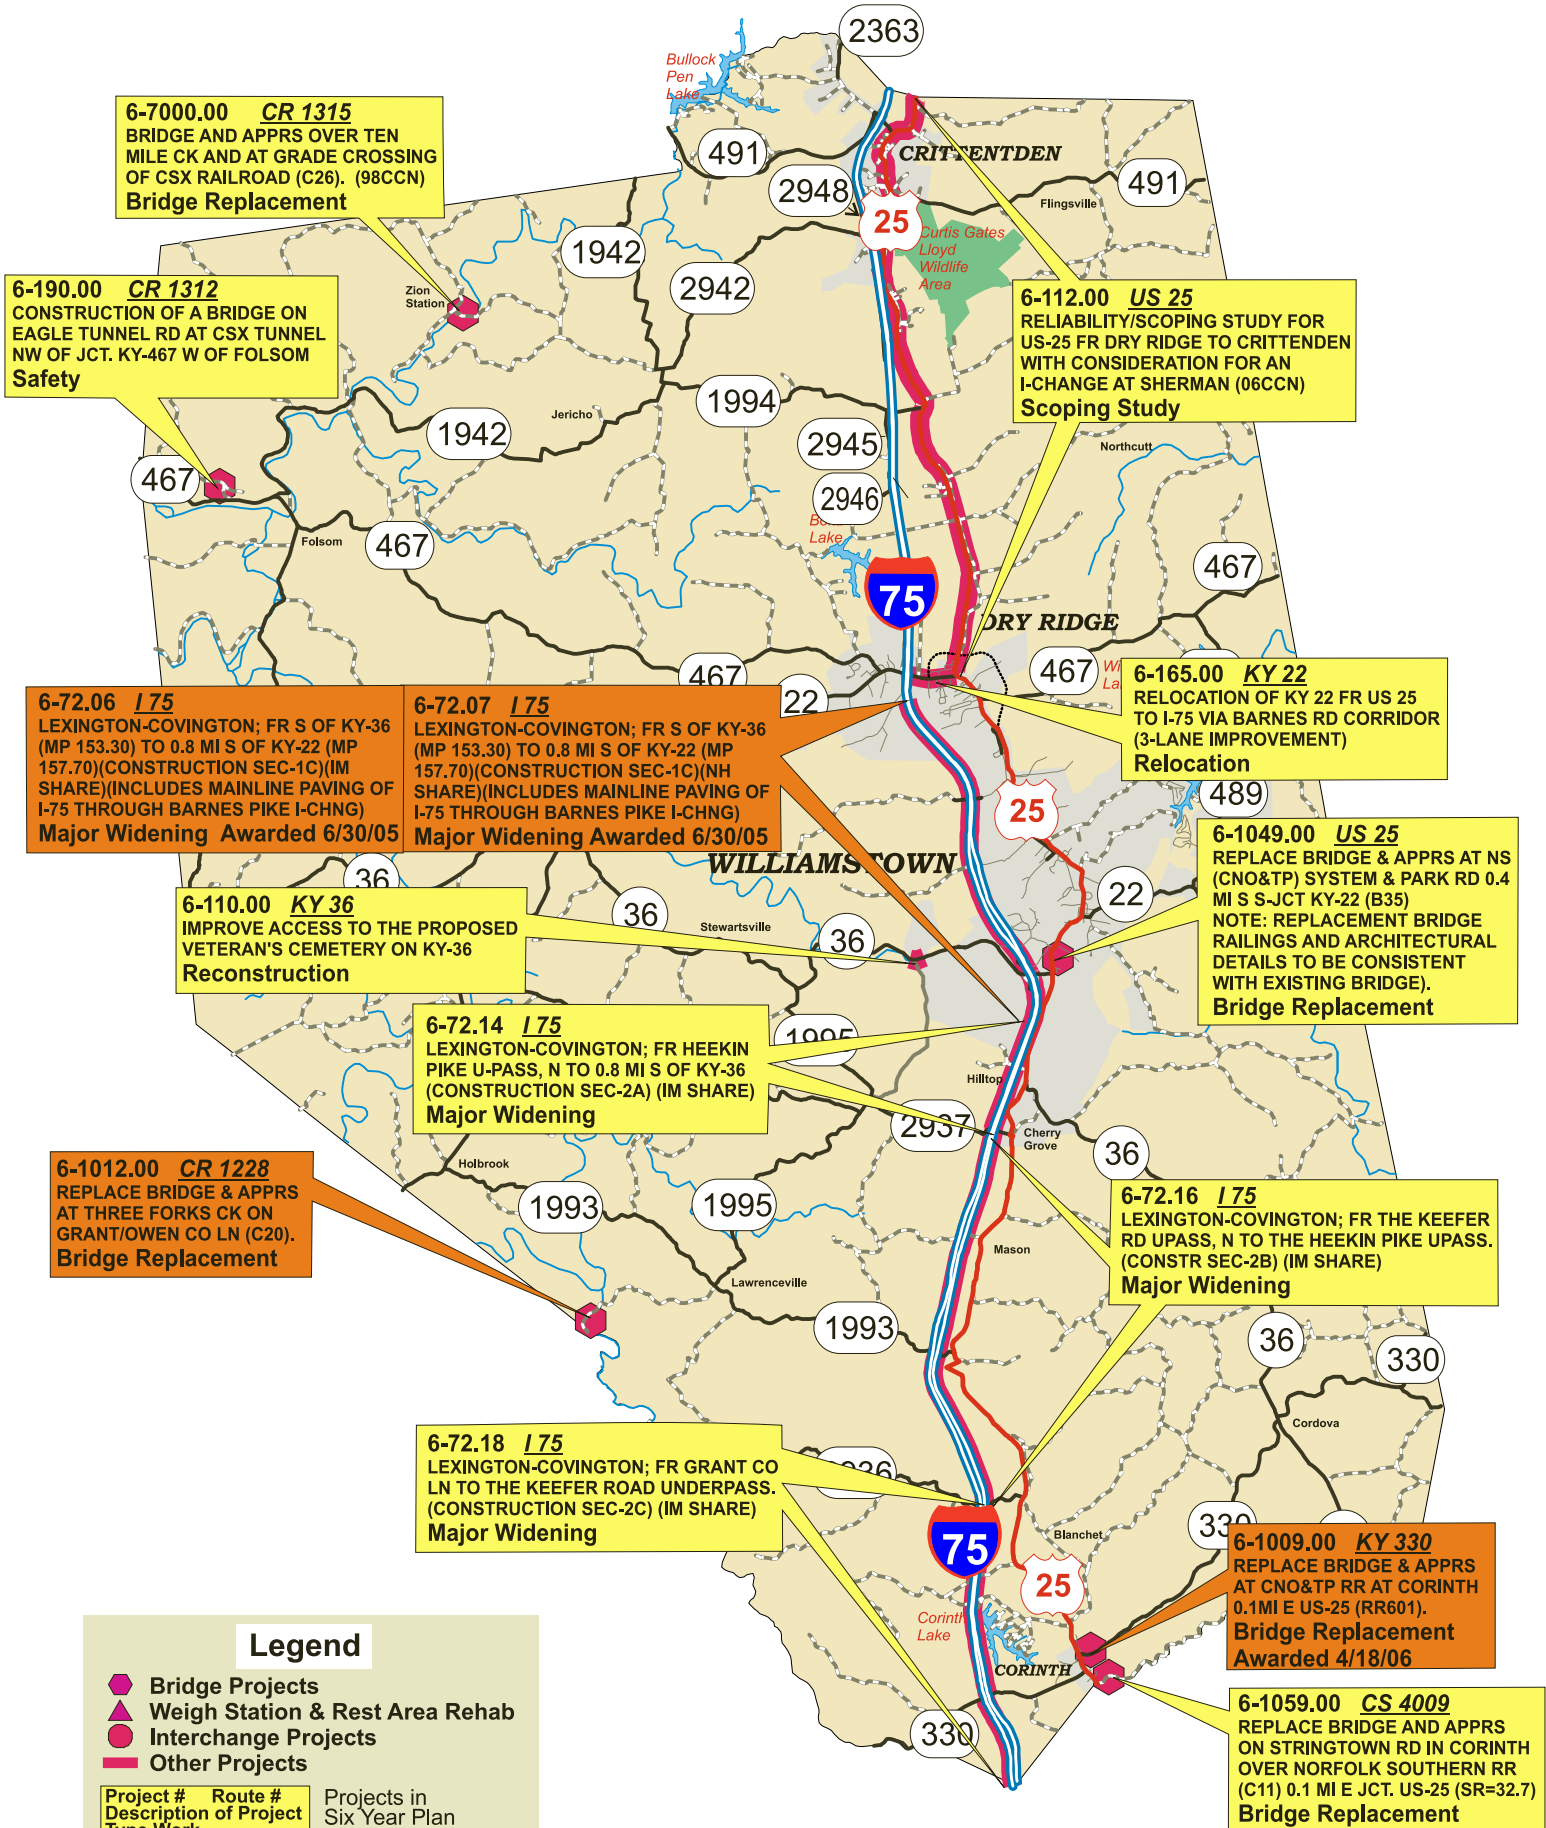 2363
Bullock
Pen
Lake
6-7000.00 CR 1315
BRIDGE AND APPRS OVER TEN
MILE CK AND AT GRADE CROSSING
OF CSX RAILROAD (C26). (98CCN)
Bridge Replacement
491
CRITTENTDEN
2948
491
Flingsville
25
Curtis Gates
Lloyd
Wildlife
Area
1942
2942
Zion
Station
6-190.00 CR 1312
CONSTRUCTION OF A BRIDGE ON
EAGLE TUNNEL RD AT CSX TUNNEL
NW OF JCT. KY-467 W OF FOLSOM
Safety
6-112.00 US 25
RELIABILITY/SCOPING STUDY FOR
US-25 FR DRY RIDGE TO CRITTENDEN
WITH CONSIDERATION FOR AN
I-CHANGE AT SHERMAN (06CCN)
Scoping Study
1994
Jericho
1942
2945
Northcutt
467
2946
Lake
Folsom
467
467
75
DRY RIDGE
467
467
22
6-165.00 KY 22
RELOCATION OF KY 22 FR US 25
TO I-75 VIA BARNES RD CORRIDOR
(3-LANE IMPROVEMENT)
Relocation
6-72.06 I 75
LEXINGTON-COVINGTON; FR S OF KY-36
(MP 153.30) TO 0.8 MI S OF KY-22 (MP
157.70)(CONSTRUCTION SEC-1C)(IM
SHARE)(INCLUDES MAINLINE PAVING OF
I-75 THROUGH BARNES PIKE I-CHNG)
Major Widening Awarded 6/30/05
6-72.07 I 75
LEXINGTON-COVINGTON; FR S OF KY-36
(MP 153.30) TO 0.8 MI S OF KY-22 (MP
157.70)(CONSTRUCTION SEC-1C)(NH
SHARE)(INCLUDES MAINLINE PAVING OF
I-75 THROUGH BARNES PIKE I-CHNG)
Major Widening Awarded 6/30/05
25
489
6-1049.00 US 25
REPLACE BRIDGE & APPRS AT NS
(CNO&TP) SYSTEM & PARK RD 0.4
MI S S-JCT KY-22 (B35)
NOTE: REPLACEMENT BRIDGE
RAILINGS AND ARCHITECTURAL
DETAILS TO BE CONSISTENT
WITH EXISTING BRIDGE).
Bridge Replacement
WILLIAMSTOWN
36
22
6-110.00 KY 36
IMPROVE ACCESS TO THE PROPOSED
VETERAN'S CEMETERY ON KY-36
Reconstruction
36
Stewartsville
36
6-72.14 I 75
LEXINGTON-COVINGTON; FR HEEKIN
PIKE U-PASS, N TO 0.8 MI S OF KY-36
(CONSTRUCTION SEC-2A) (IM SHARE)
Major Widening
1995
Hilltop
2937
Cherry
Grove
36
6-1012.00 CR 1228
REPLACE BRIDGE & APPRS
AT THREE FORKS CK ON
GRANT/OWEN CO LN (C20).
Bridge Replacement
Holbrook
1993
1995
6-72.16 I 75
LEXINGTON-COVINGTON; FR THE KEEFER
RD UPASS, N TO THE HEEKIN PIKE UPASS.
(CONSTR SEC-2B) (IM SHARE)
Major Widening
Mason
Lawrenceville
1993
36
330
Cordova
6-72.18 I 75
LEXINGTON-COVINGTON; FR GRANT CO
LN TO THE KEEFER ROAD UNDERPASS.
(CONSTRUCTION SEC-2C) (IM SHARE)
Major Widening
75
Blanchet
330
6-1009.00 KY 330
REPLACE BRIDGE & APPRS
AT CNO&TP RR AT CORINTH
0.1MI E US-25 (RR601).
Bridge Replacement
Awarded 4/18/06
25
Corinth
Lake
CORINTH
330
6-1059.00 CS 4009
REPLACE BRIDGE AND APPRS
ON STRINGTOWN RD IN CORINTH
OVER NORFOLK SOUTHERN RR
(C11) 0.1 MI E JCT. US-25 (SR=32.7)
Bridge Replacement
Legend
Bridge Projects
Weigh Station & Rest Area Rehab
Interchange Projects
Other Projects
Project # Route #
Description of Project
Type Work
Projects in
Six Year Plan